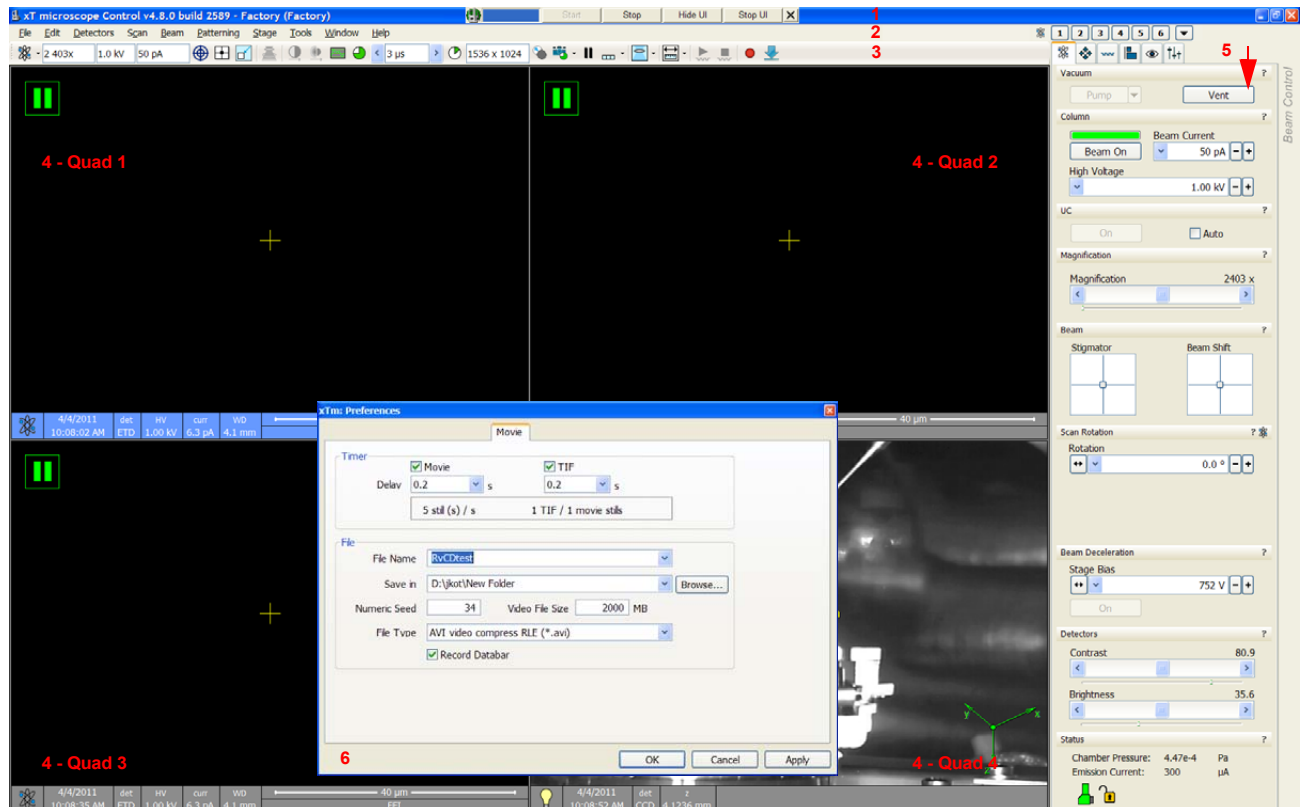 xT microscope Control v4.8.0 build 2589 - Factory (Factory)
Start Stop Hide UI Stop UI X 1
File Edit Detectors Scan Beam Patterning Stage Tools Window Help 2
1 2 3 4 5 6
2 403x 1.0 kV 50 pA 3 µs 1536 x 1024 3
5
Beam Control
4 - Quad 1
4 - Quad 2
Vacuum ?
Pump Vent
Column ?
Beam Current
Beam On 50 pA
High Voltage
1.00 kV
UC ?
On Auto
Magnification ?
Magnification 2403 x
Beam ?
Stigmator Beam Shift
Scan Rotation ?
Rotation
0.0 °
Beam Deceleration ?
Stage Bias
752 V
On
Detectors ?
Contrast 80.9
Brightness 35.6
Status ?
Chamber Pressure: 4.47e-4 Pa
Emission Current: 300 µA
4/4/2011 det HV curr WD
10:08:02 AM ETD 1.00 kV 6.3 pA 4.1 mm
40 µm
xTm: Preferences
Movie
Timer
Movie TIF
Delay 0.2 s 0.2 s
5 still (s) / s 1 TIF / 1 movie stills
File
File Name RvCDtest
Save in D:\jkot\New Folder Browse...
Numeric Seed 34 Video File Size 2000 MB
File Type AVI video compress RLE (*.avi)
Record Databar
6
OK Cancel Apply
4 - Quad 3
4 - Quad 4
y x
z
4/4/2011 det HV curr WD 40 µm
10:08:35 AM ETD 1.00 kV 6.3 pA 4.1 mm FEI
4/4/2011 det z
10:08:52 AM CCD 4.1236 mm